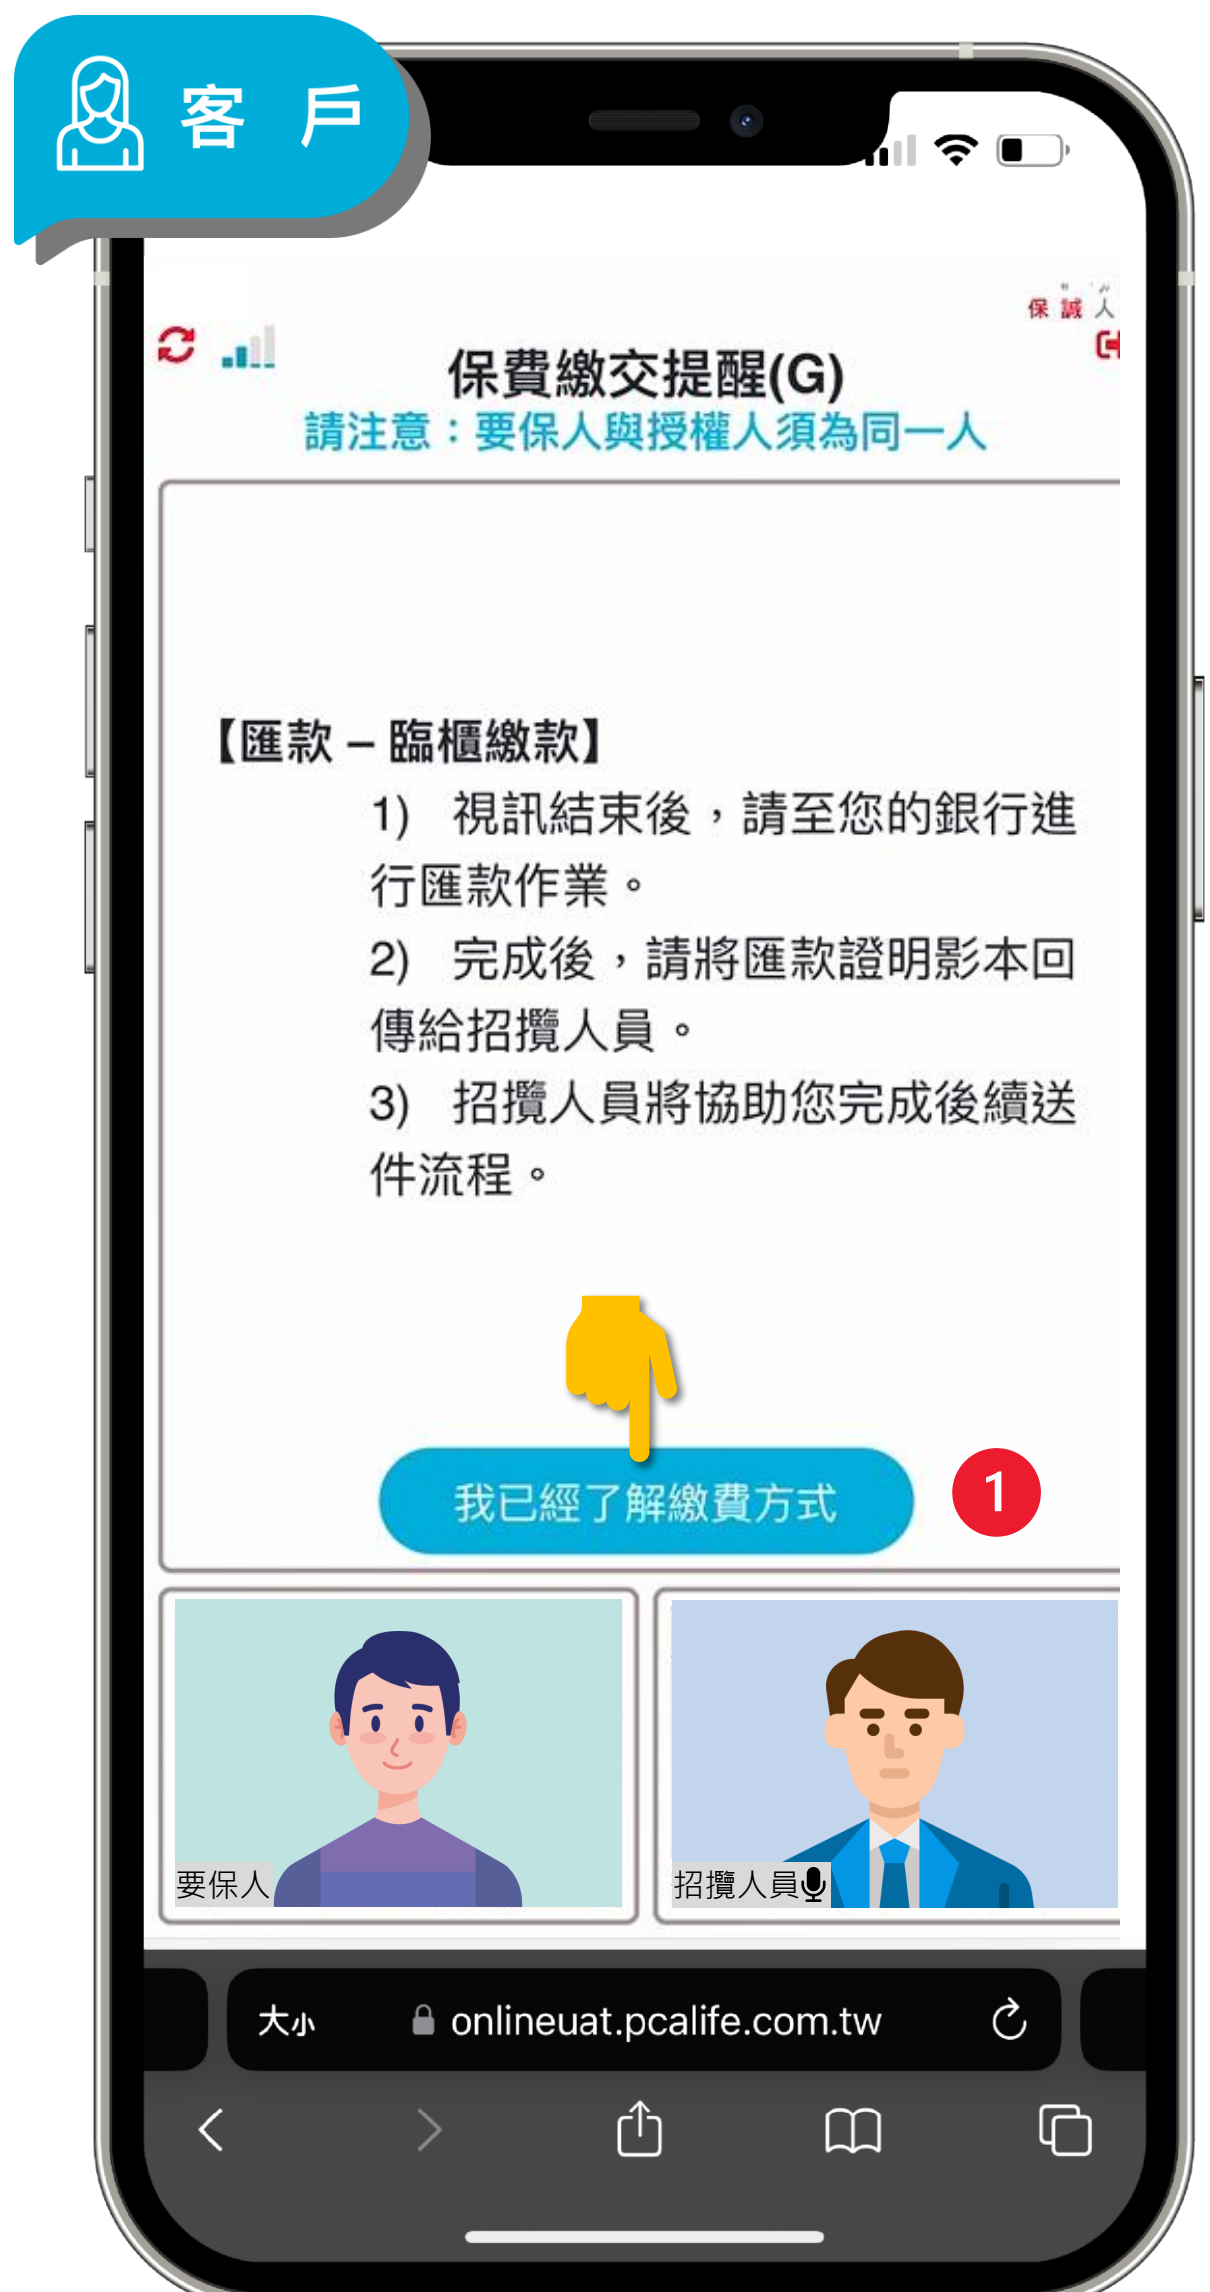 客 戶
保誠人
保費繳交提醒(G)
請注意：要保人與授權人須為同一人
【匯款 – 臨櫃繳款】
1) 視訊結束後，請至您的銀行進
行匯款作業。
2) 完成後，請將匯款證明影本回
傳給招攬人員。
3) 招攬人員將協助您完成後續送
件流程。
我已經了解繳費方式
1
要保人
招攬人員
大小 onlineuat.pcalife.com.tw